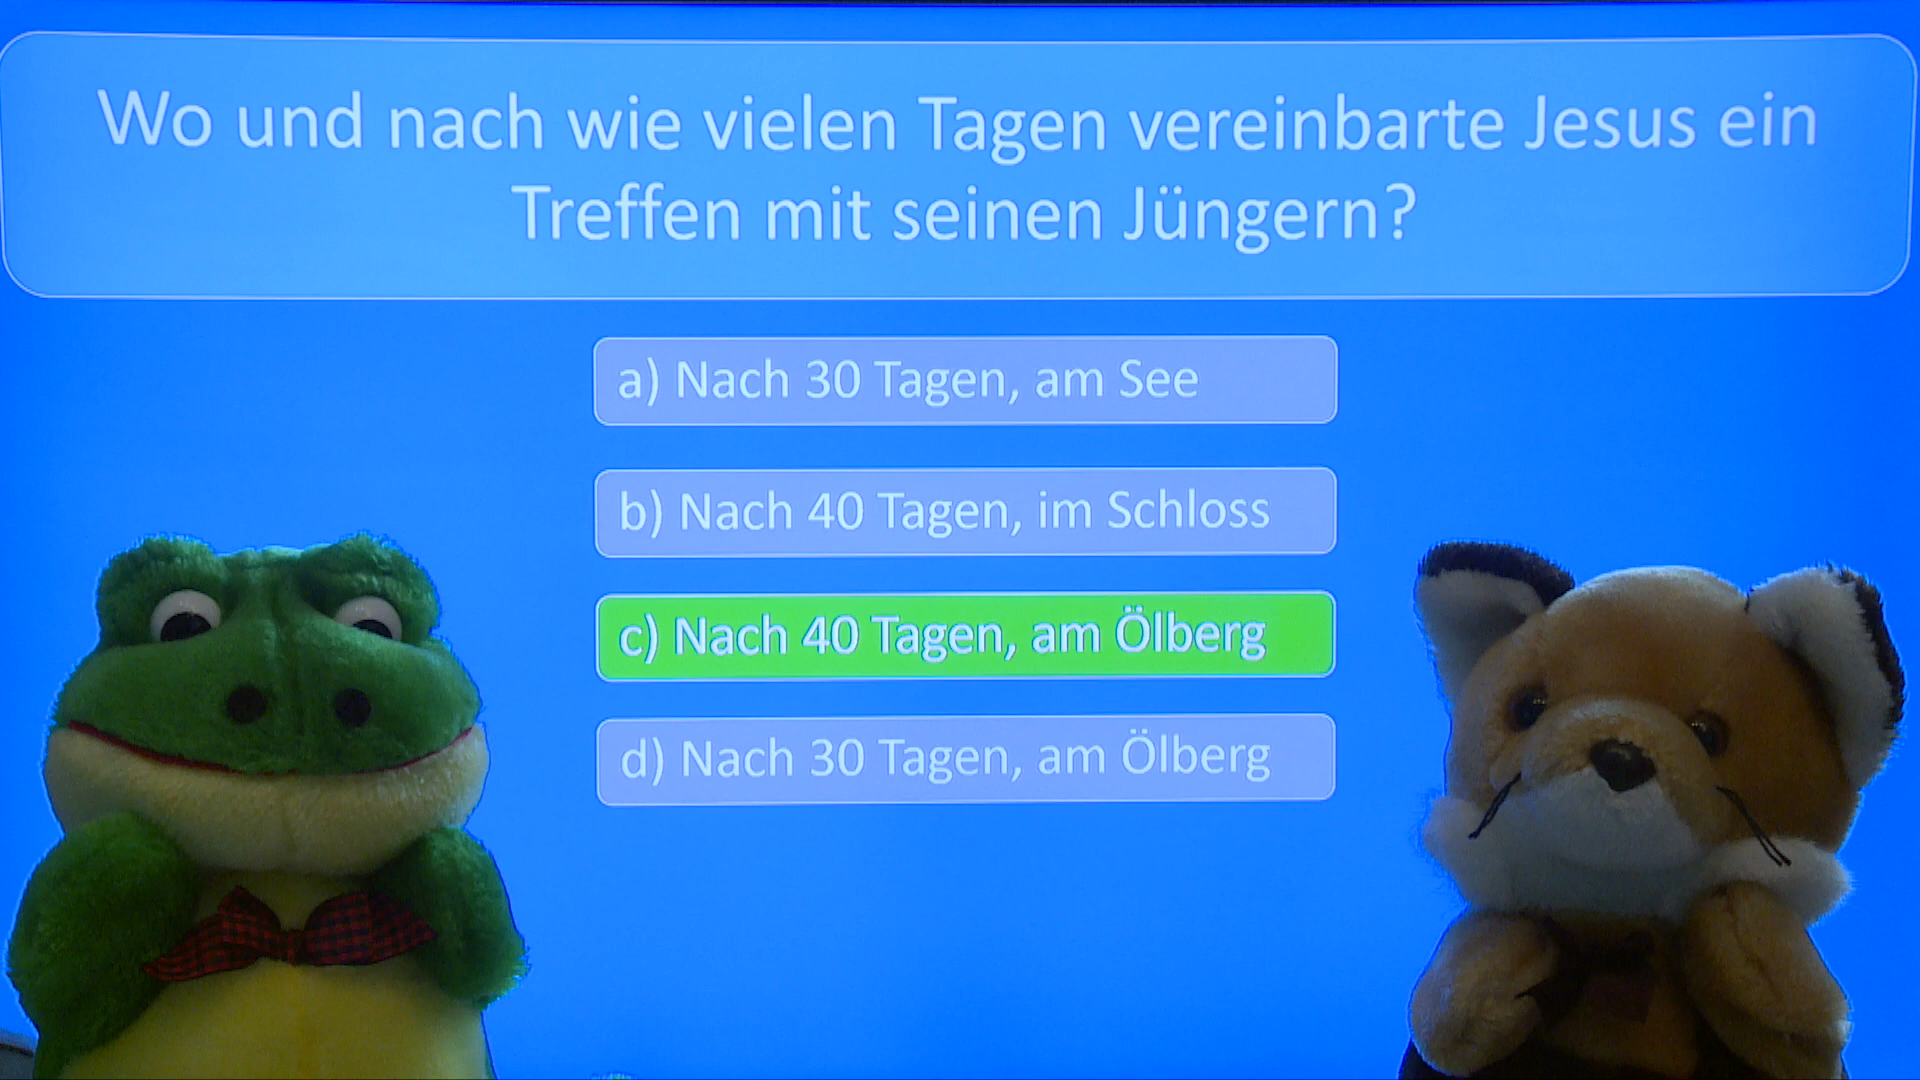 Wo und nach wie vielen Tagen vereinbarte Jesus ein
Treffen mit seinen Jüngern?
a) Nach 30 Tagen, am See
b) Nach 40 Tagen, im Schloss
c) Nach 40 Tagen, am Ölberg
d) Nach 30 Tagen, am Ölberg